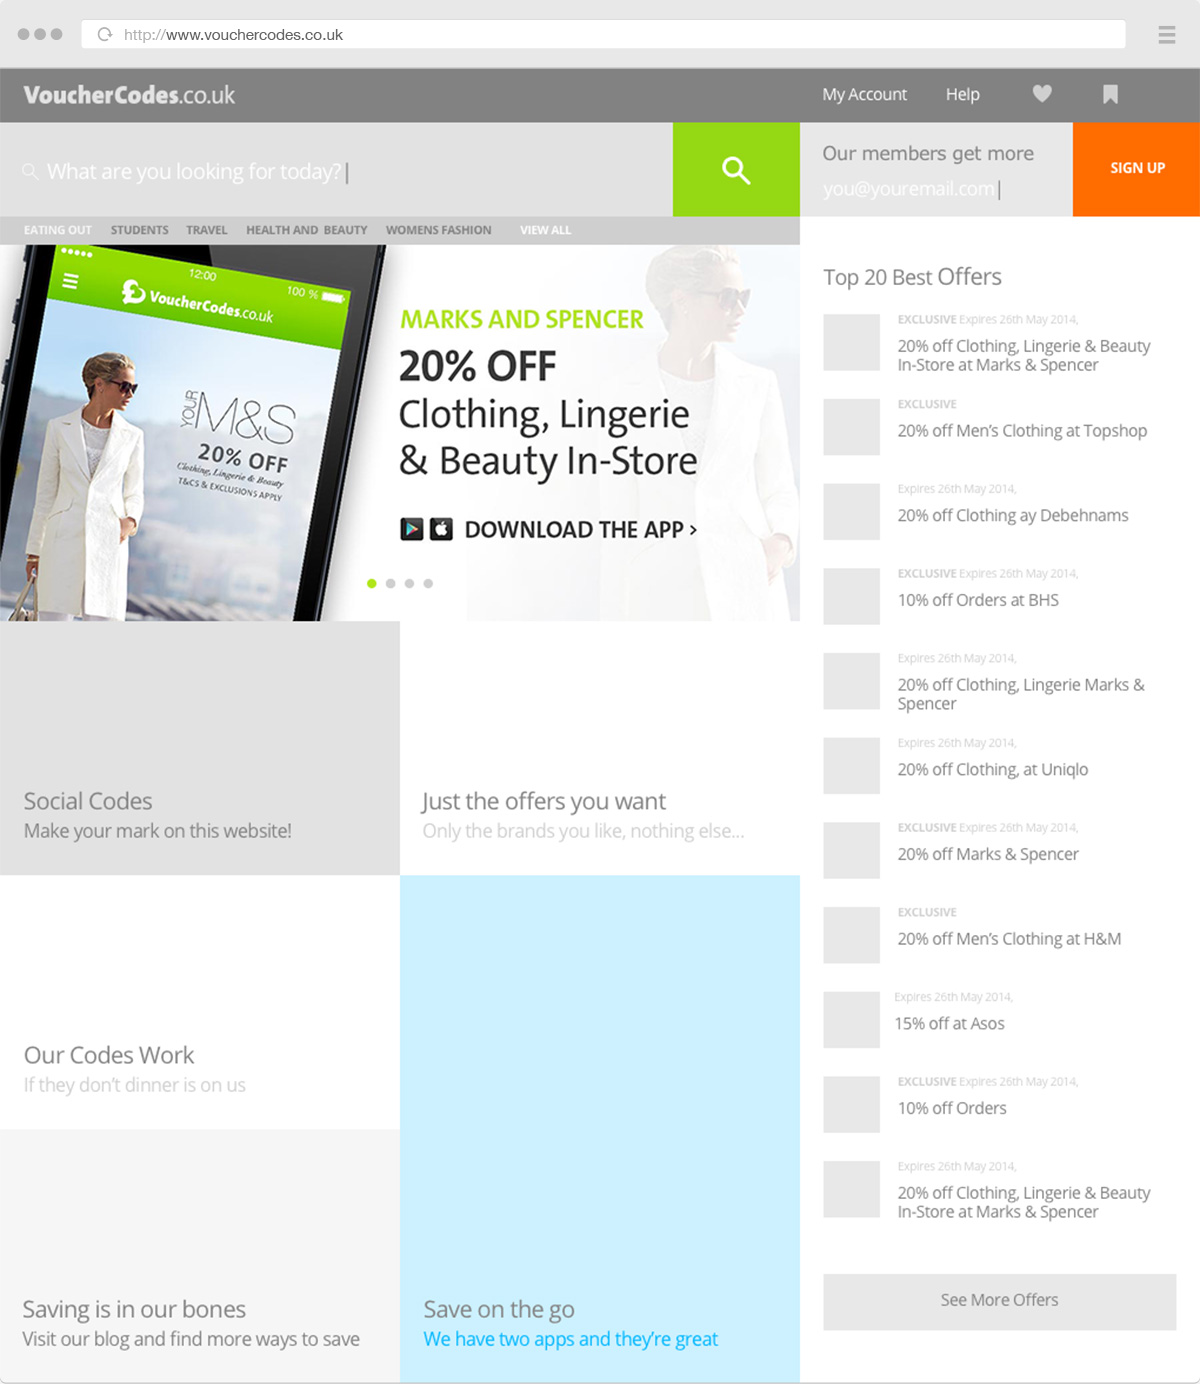 http://www.vouchercodes.co.uk
VoucherCodes.co.uk
My Account
Help
What are you looking for today?
Our members get more
you@youremail.com
SIGN UP
EATING OUT STUDENTS TRAVEL HEALTH AND BEAUTY WOMENS FASHION VIEW ALL
12:00
100 %
VoucherCodes.co.uk
YOUR
M&S
20% OFF
Clothing, Lingerie & Beauty
T&CS & EXCLUSIONS APPLY
MARKS AND SPENCER
20% OFF
Clothing, Lingerie
& Beauty In-Store
DOWNLOAD THE APP >
Social Codes
Make your mark on this website!
Just the offers you want
Only the brands you like, nothing else...
Our Codes Work
If they don't dinner is on us
Saving is in our bones
Visit our blog and find more ways to save
Save on the go
We have two apps and they're great
Top 20 Best Offers
EXCLUSIVE Expires 26th May 2014,
20% off Clothing, Lingerie & Beauty
In-Store at Marks & Spencer
EXCLUSIVE
20% off Men's Clothing at Topshop
Expires 26th May 2014,
20% off Clothing ay Debehnams
EXCLUSIVE Expires 26th May 2014,
10% off Orders at BHS
Expires 26th May 2014,
20% off Clothing, Lingerie Marks &
Spencer
Expires 26th May 2014,
20% off Clothing, at Uniqlo
EXCLUSIVE Expires 26th May 2014,
20% off Marks & Spencer
EXCLUSIVE
20% off Men's Clothing at H&M
Expires 26th May 2014,
15% off at Asos
EXCLUSIVE Expires 26th May 2014,
10% off Orders
Expires 26th May 2014,
20% off Clothing, Lingerie & Beauty
In-Store at Marks & Spencer
See More Offers